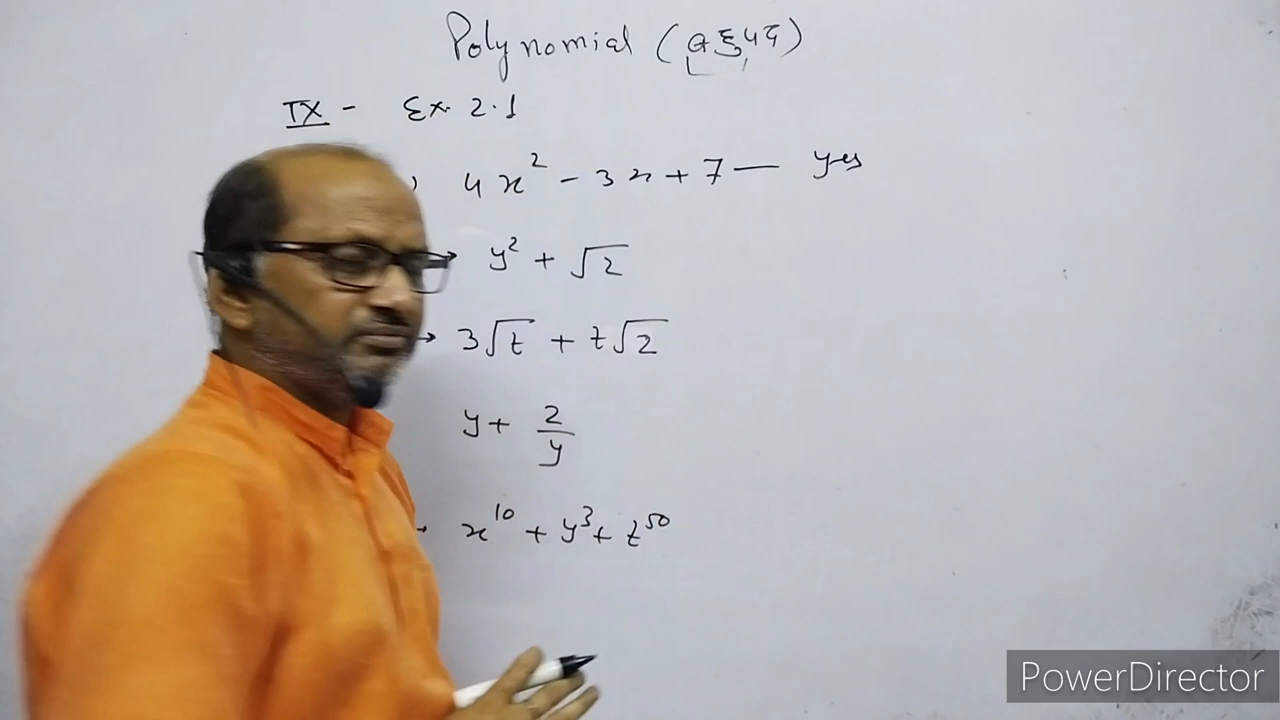 Polynomial (बहुपद)
IX - Ex. 2.1
4x² - 3x + 7 — yes
y² + √2
3√t + t√2
y + 2/y
x¹⁰ + y³ + t⁵⁰
PowerDirector